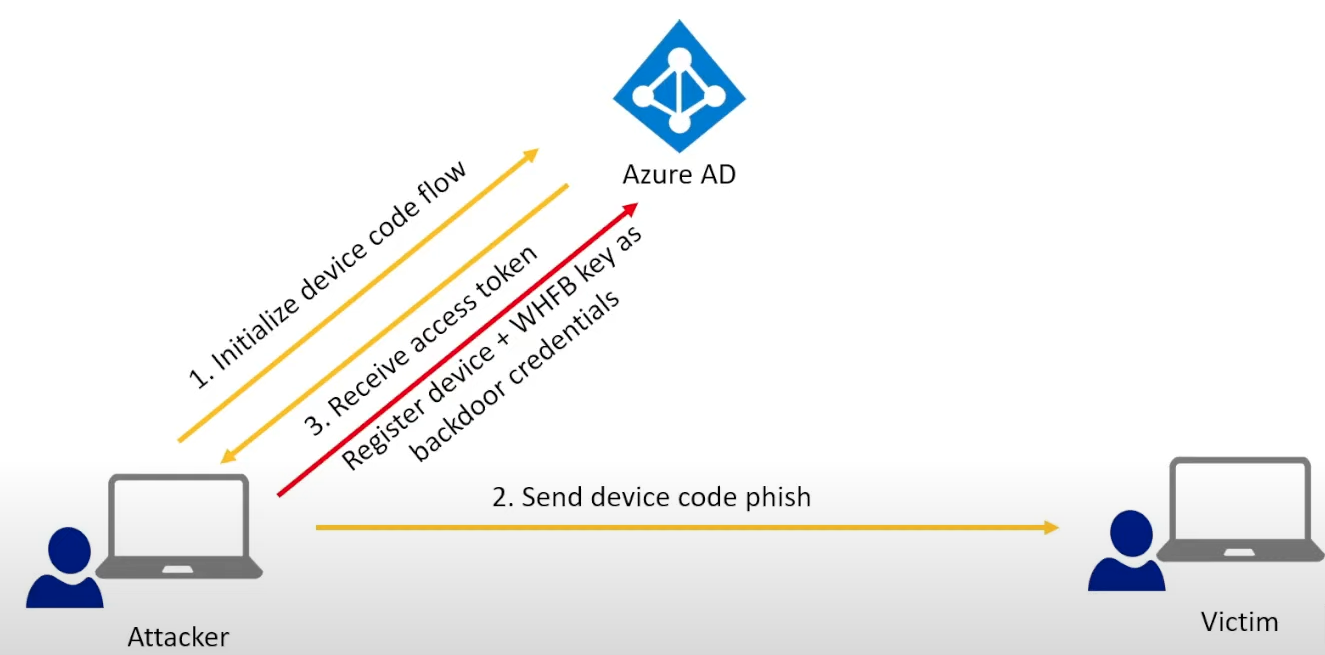 Azure AD
1. Initialize device code flow
3. Receive access token
Register device + WHFB key as
backdoor credentials
2. Send device code phish
Attacker
Victim